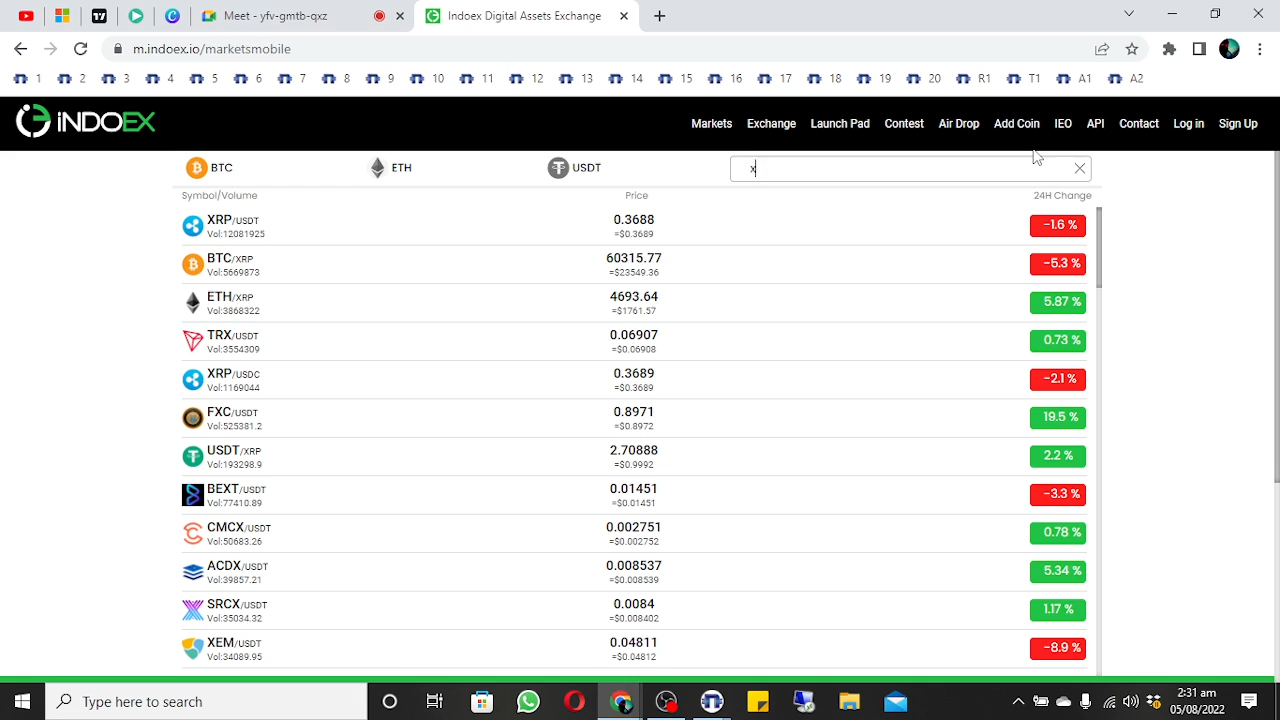 Meet - yfv-gmtb-qxz
Indoex Digital Assets Exchange
m.indoex.io/marketsmobile
1 2 3 4 5 6 7 8 9 10 11 12 13 14 15 16 17 18 19 20 R1 T1 A1 A2
iNDOEX Markets Exchange Launch Pad Contest Air Drop Add Coin IEO API Contact Log in Sign Up
BTC ETH USDT x
Symbol/Volume Price 24H Change
XRP/USDT 0.3688 -1.6 %
Vol:12081925 =$0.3689
BTC/XRP 60315.77 -5.3 %
Vol:5669873 =$23549.36
ETH/XRP 4693.64 5.87 %
Vol:3868322 =$1761.57
TRX/USDT 0.06907 0.73 %
Vol:3554309 =$0.06908
XRP/USDC 0.3689 -2.1 %
Vol:1169044 =$0.3689
FXC/USDT 0.8971 19.5 %
Vol:525381.2 =$0.8972
USDT/XRP 2.70888 2.2 %
Vol:193298.9 =$0.9992
BEXT/USDT 0.01451 -3.3 %
Vol:77410.89 =$0.01451
CMCX/USDT 0.002751 0.78 %
Vol:50683.26 =$0.002752
ACDX/USDT 0.008537 5.34 %
Vol:39857.21 =$0.008539
SRCX/USDT 0.0084 1.17 %
Vol:35034.32 =$0.008402
XEM/USDT 0.04811 -8.9 %
Vol:34089.95 =$0.04812
Type here to search
2:31 am
05/08/2022